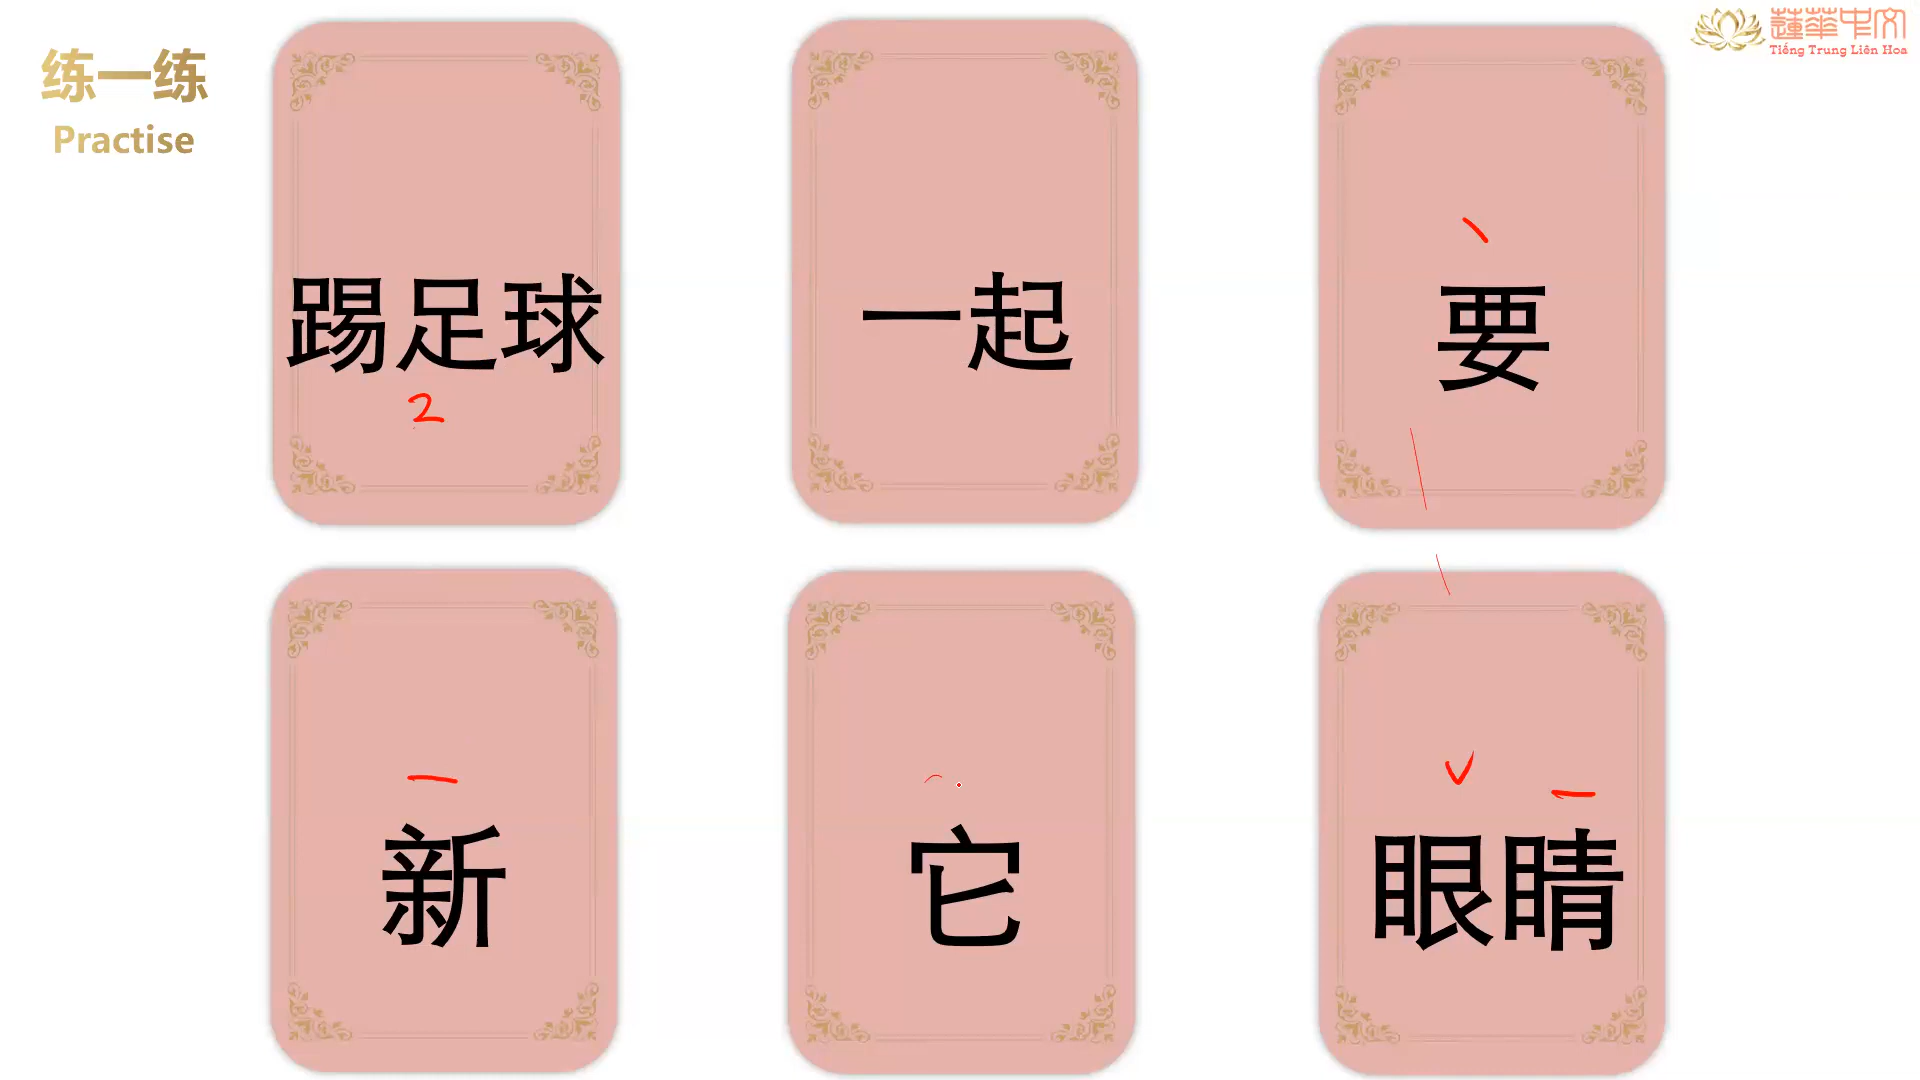 练一练
Practise
蓮華中文
Tiếng Trung Liên Hoa
踢足球
2
一起
要
新
它
眼睛